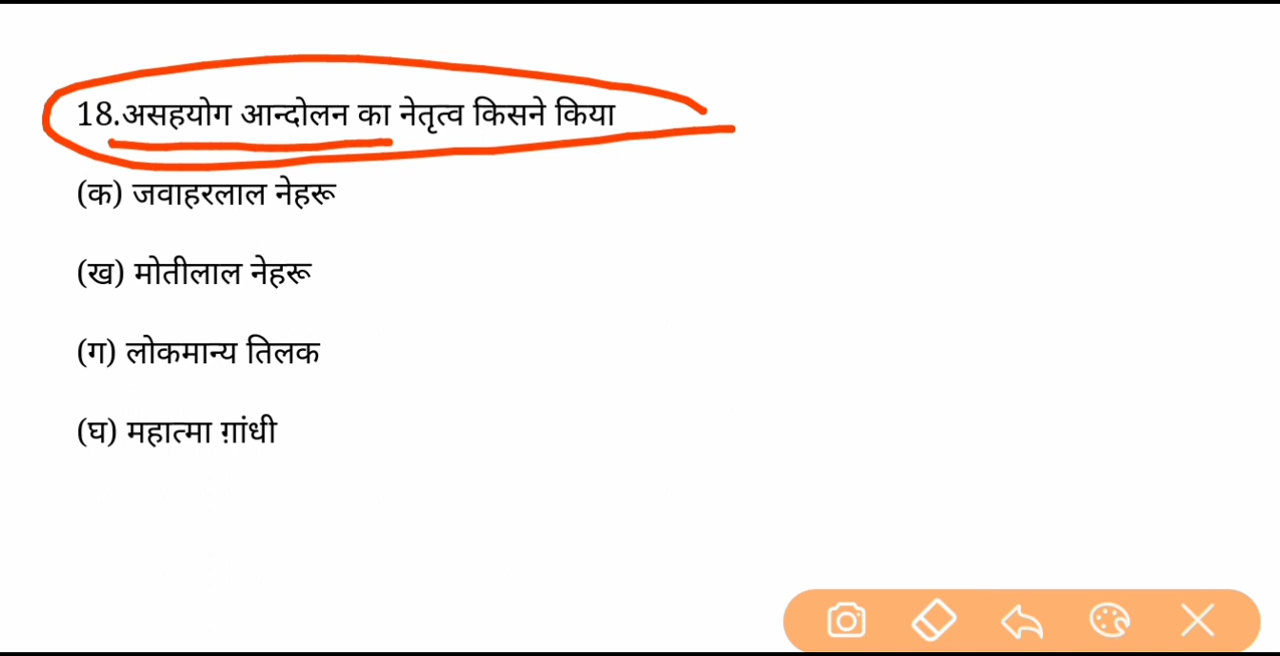 18.असहयोग आन्दोलन का नेतृत्व किसने किया
(क) जवाहरलाल नेहरू
(ख) मोतीलाल नेहरू
(ग) लोकमान्य तिलक
(घ) महात्मा ग़ांधी